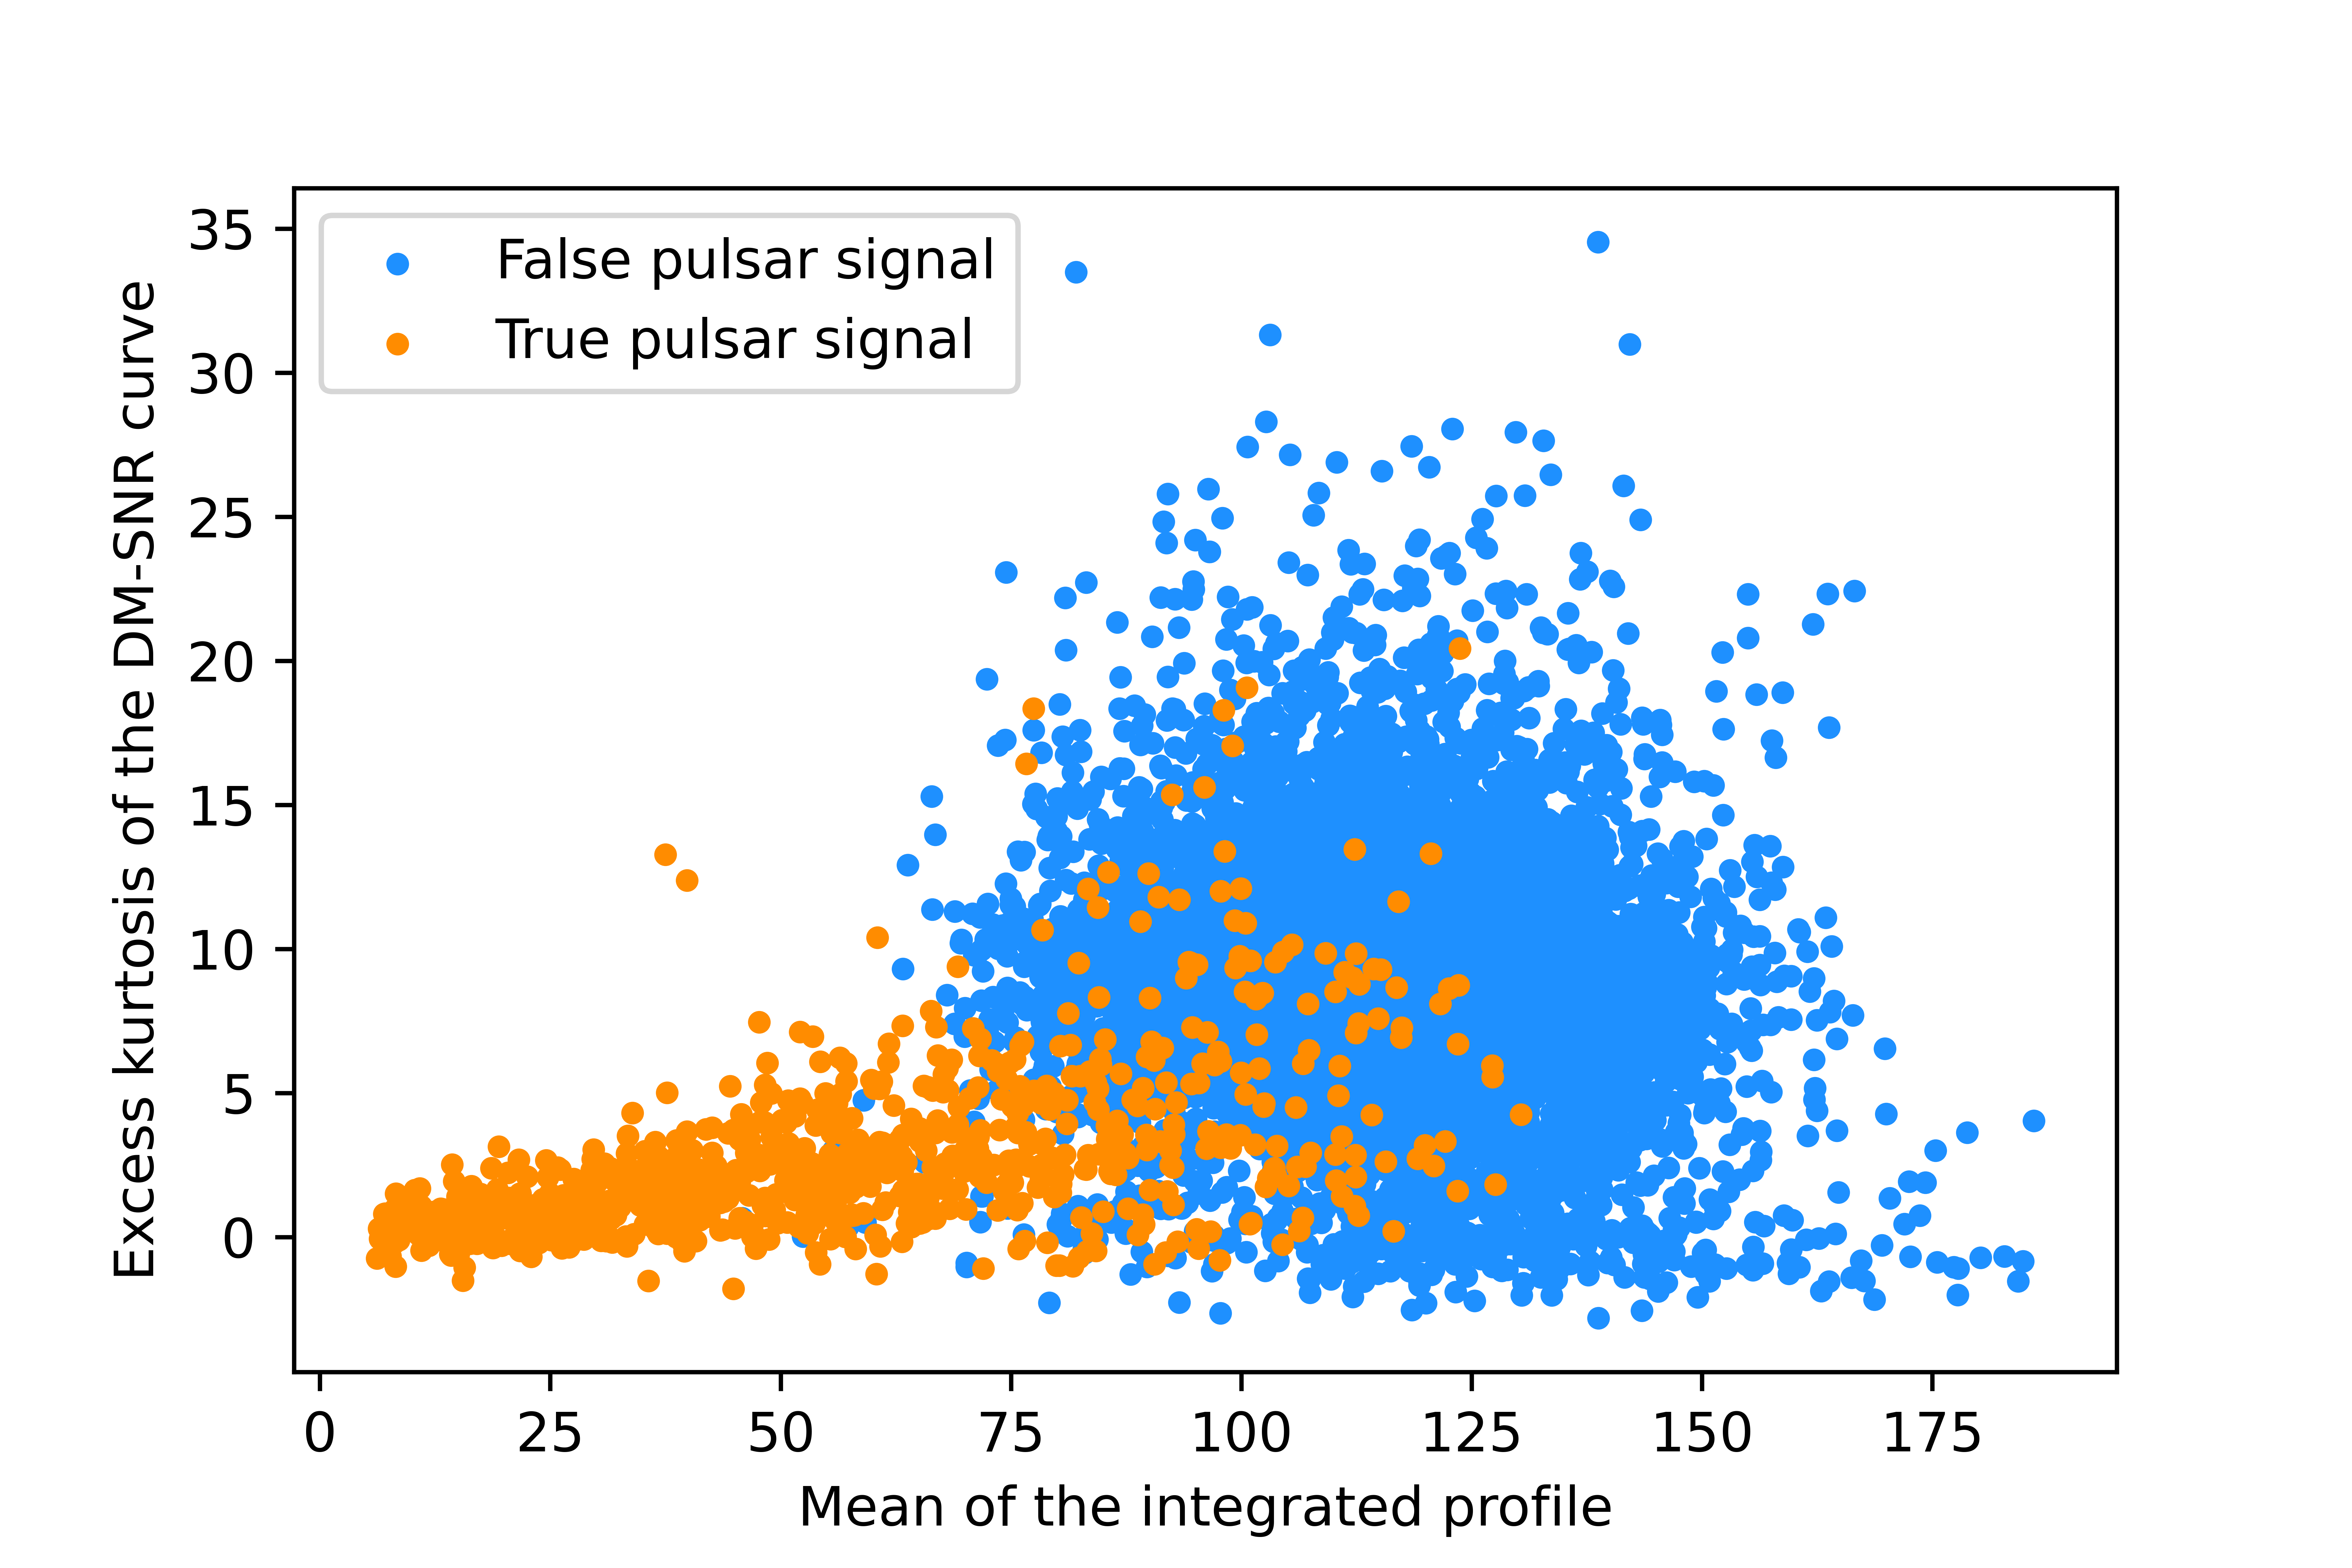 False pulsar signal
True pulsar signal
Excess kurtosis of the DM-SNR curve
35
30
25
20
15
10
5
0
0 25 50 75 100 125 150 175
Mean of the integrated profile